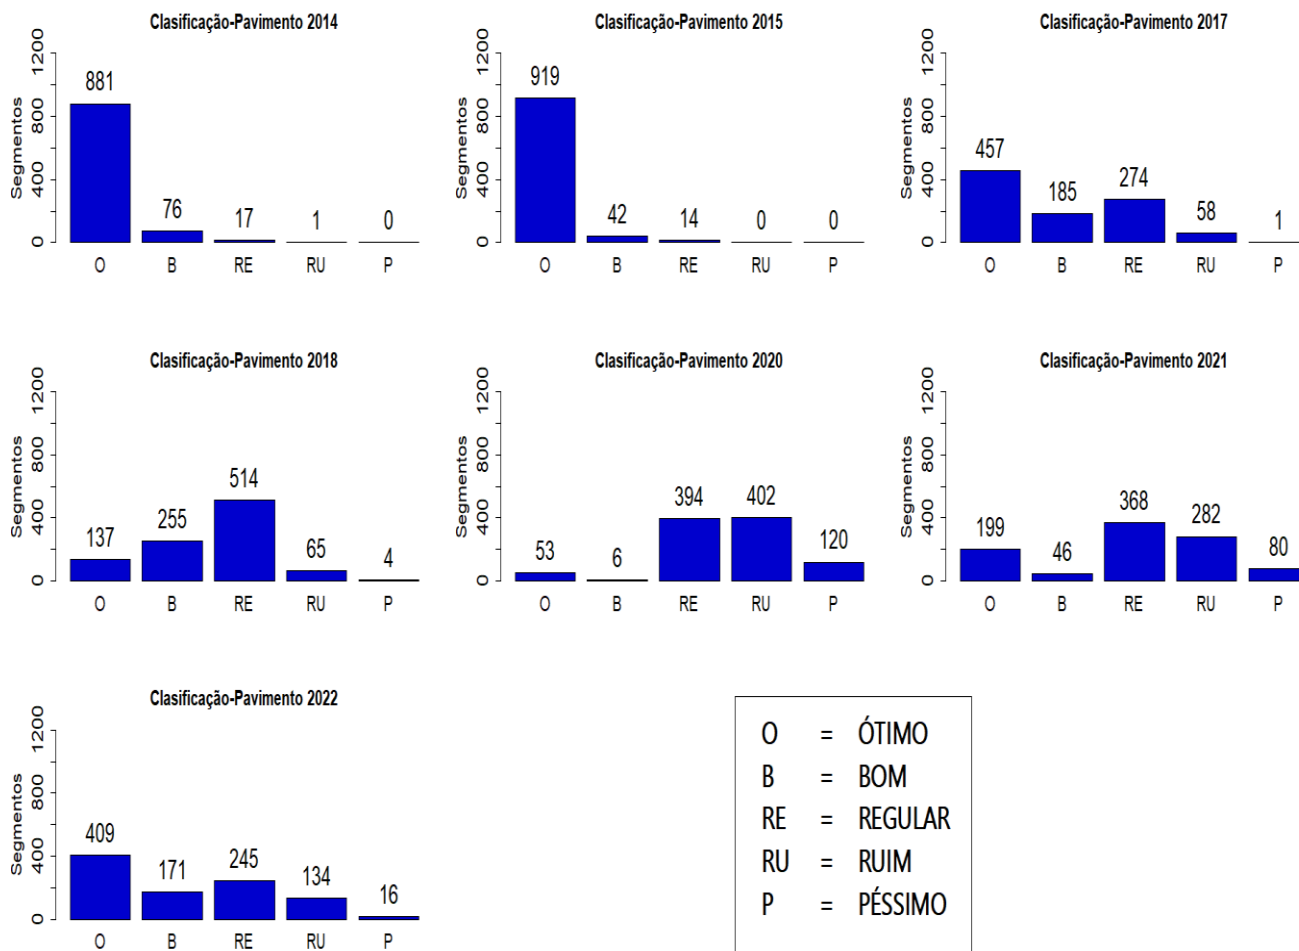 Clasificação-Pavimento 2014
Segmentos
0 400 800 1200
881
76
17
1
0
O B RE RU P
Clasificação-Pavimento 2015
Segmentos
0 400 800 1200
919
42
14
0
0
O B RE RU P
Clasificação-Pavimento 2017
Segmentos
0 400 800 1200
457
185
274
58
1
O B RE RU P
Clasificação-Pavimento 2018
Segmentos
0 400 800 1200
137
255
514
65
4
O B RE RU P
Clasificação-Pavimento 2020
Segmentos
0 400 800 1200
53
6
394
402
120
O B RE RU P
Clasificação-Pavimento 2021
Segmentos
0 400 800 1200
199
46
368
282
80
O B RE RU P
Clasificação-Pavimento 2022
Segmentos
0 400 800 1200
409
171
245
134
16
O B RE RU P
O = ÓTIMO
B = BOM
RE = REGULAR
RU = RUIM
P = PÉSSIMO